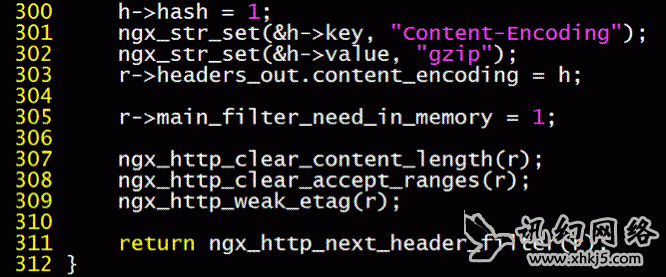 300 h->hash = 1;
301 ngx_str_set(&h->key, "Content-Encoding");
302 ngx_str_set(&h->value, "gzip");
303 r->headers_out.content_encoding = h;
304
305 r->main_filter_need_in_memory = 1;
306
307 ngx_http_clear_content_length(r);
308 ngx_http_clear_accept_ranges(r);
309 ngx_http_weak_etag(r);
310
311 return ngx_http_next_header_filter(r);
312 }
讯幻网络
www.xhkj5.com